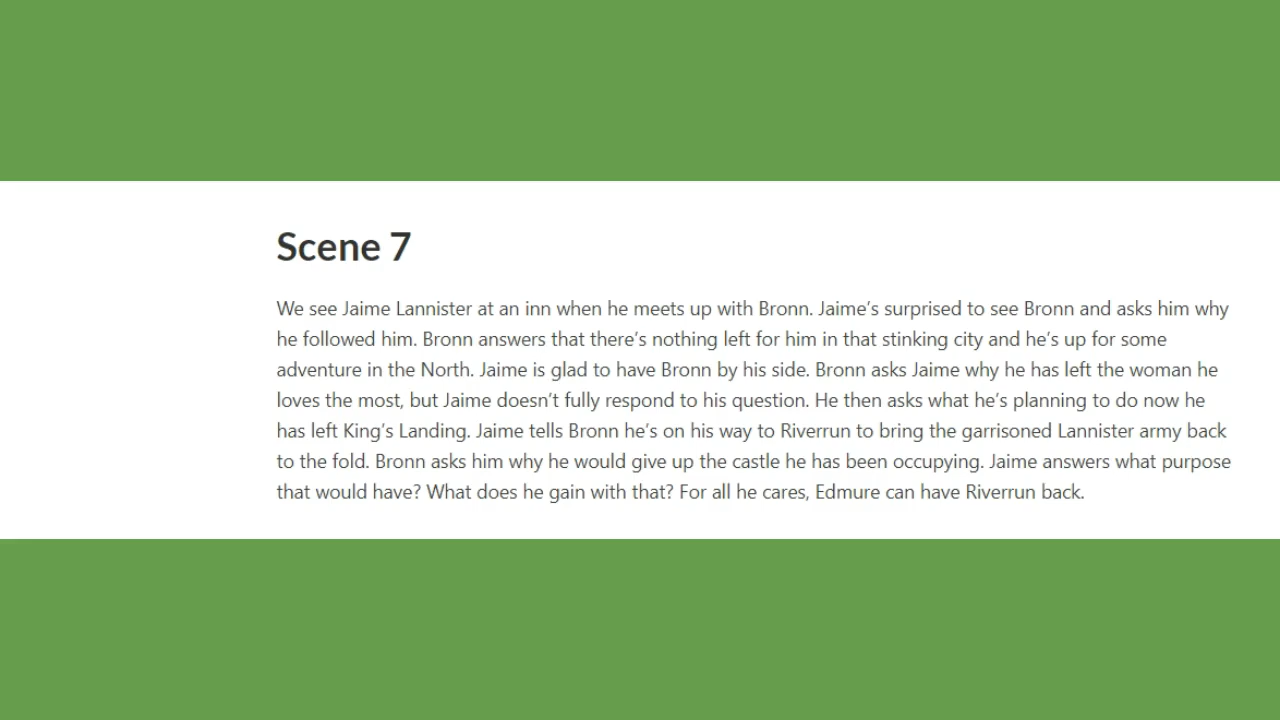 Scene 7
We see Jaime Lannister at an inn when he meets up with Bronn. Jaime’s surprised to see Bronn and asks him why
he followed him. Bronn answers that there’s nothing left for him in that stinking city and he’s up for some
adventure in the North. Jaime is glad to have Bronn by his side. Bronn asks Jaime why he has left the woman he
loves the most, but Jaime doesn’t fully respond to his question. He then asks what he’s planning to do now he
has left King’s Landing. Jaime tells Bronn he’s on his way to Riverrun to bring the garrisoned Lannister army back
to the fold. Bronn asks him why he would give up the castle he has been occupying. Jaime answers what purpose
that would have? What does he gain with that? For all he cares, Edmure can have Riverrun back.